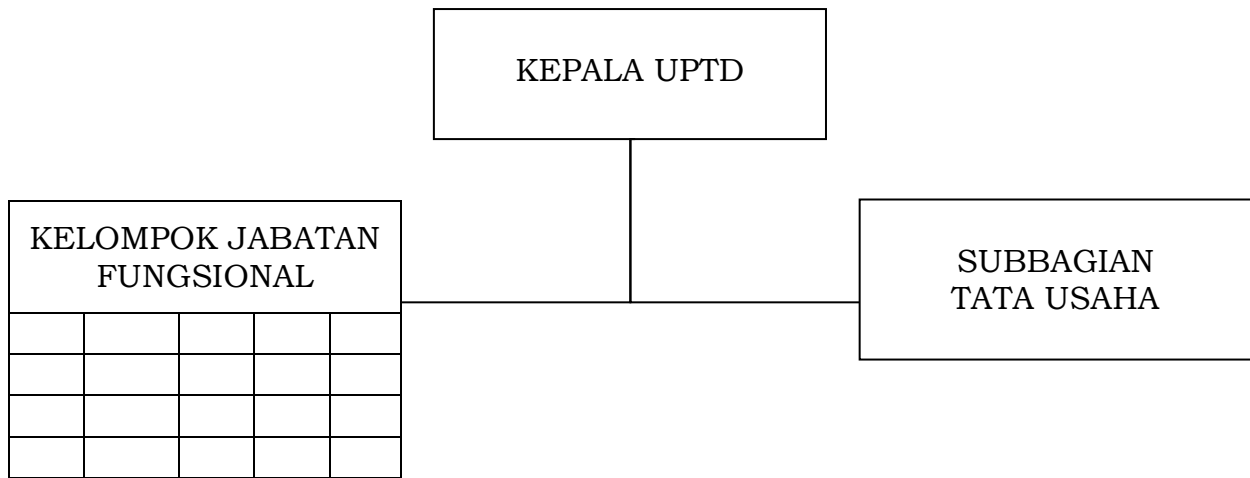 KEPALA UPTD
KELOMPOK JABATAN
FUNGSIONAL
SUBBAGIAN
TATA USAHA